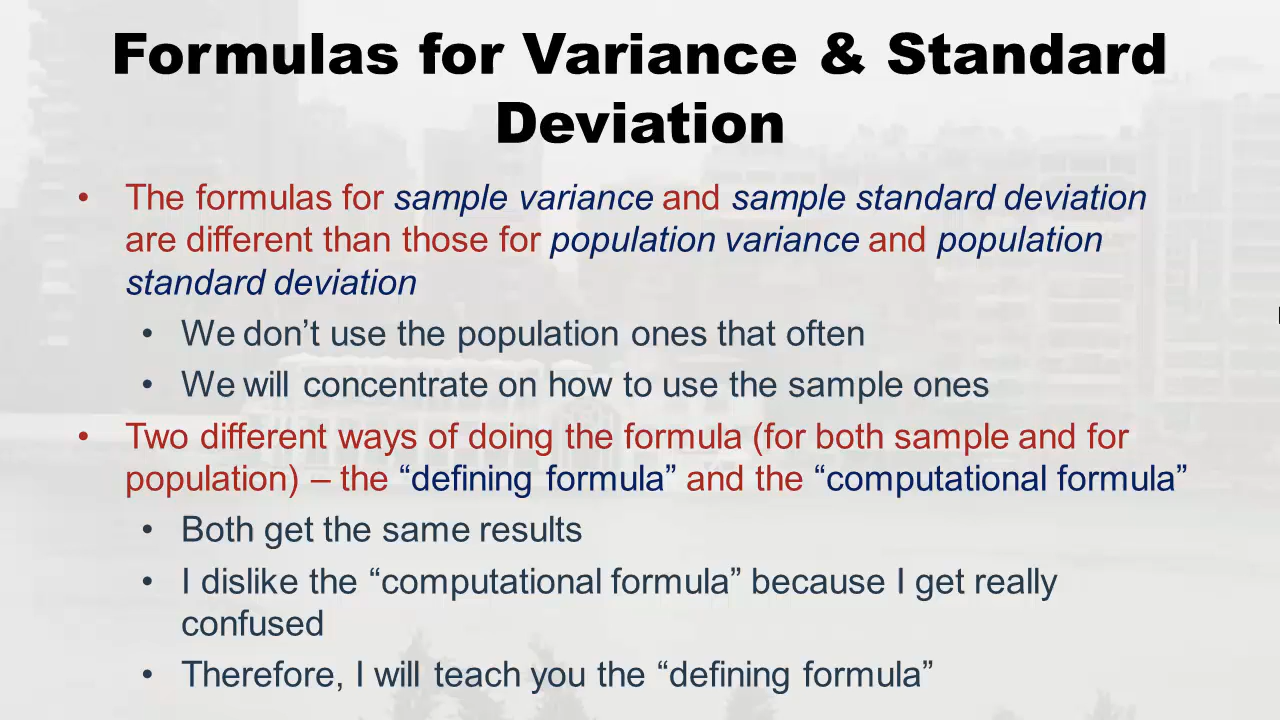 Formulas for Variance & Standard
Deviation
• The formulas for sample variance and sample standard deviation
are different than those for population variance and population
standard deviation
• We don’t use the population ones that often
• We will concentrate on how to use the sample ones
• Two different ways of doing the formula (for both sample and for
population) – the “defining formula” and the “computational formula”
• Both get the same results
• I dislike the “computational formula” because I get really
confused
• Therefore, I will teach you the “defining formula”